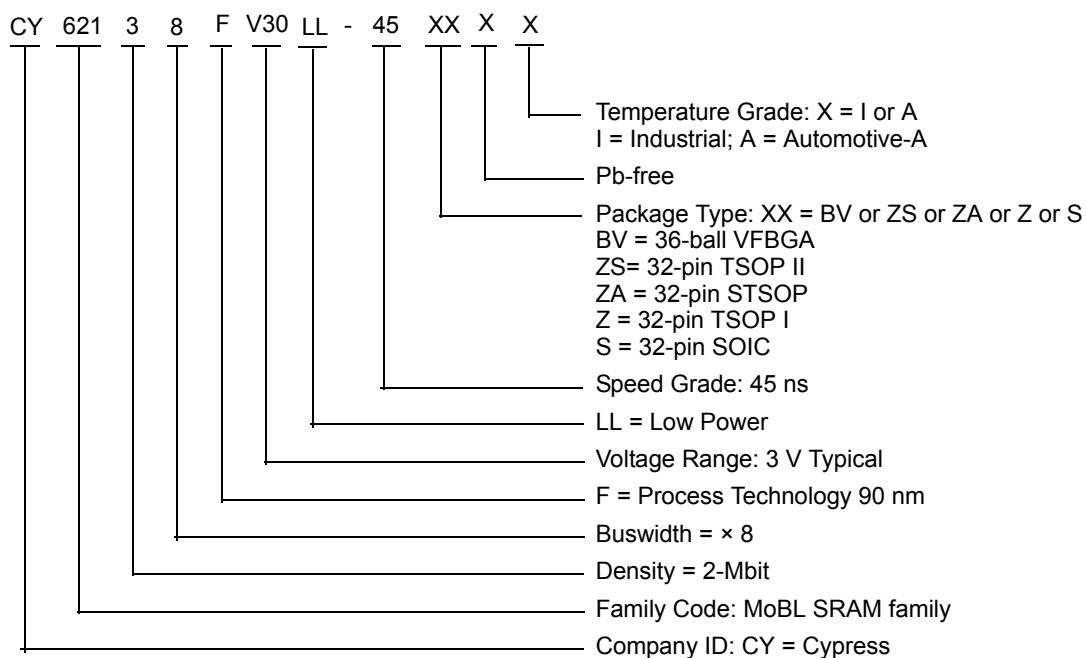 CY 621 3 8 F V30 LL - 45 XX X X
Temperature Grade: X = I or A
I = Industrial; A = Automotive-A
Pb-free
Package Type: XX = BV or ZS or ZA or Z or S
BV = 36-ball VFBGA
ZS= 32-pin TSOP II
ZA = 32-pin STSOP
Z = 32-pin TSOP I
S = 32-pin SOIC
Speed Grade: 45 ns
LL = Low Power
Voltage Range: 3 V Typical
F = Process Technology 90 nm
Buswidth = × 8
Density = 2-Mbit
Family Code: MoBL SRAM family
Company ID: CY = Cypress